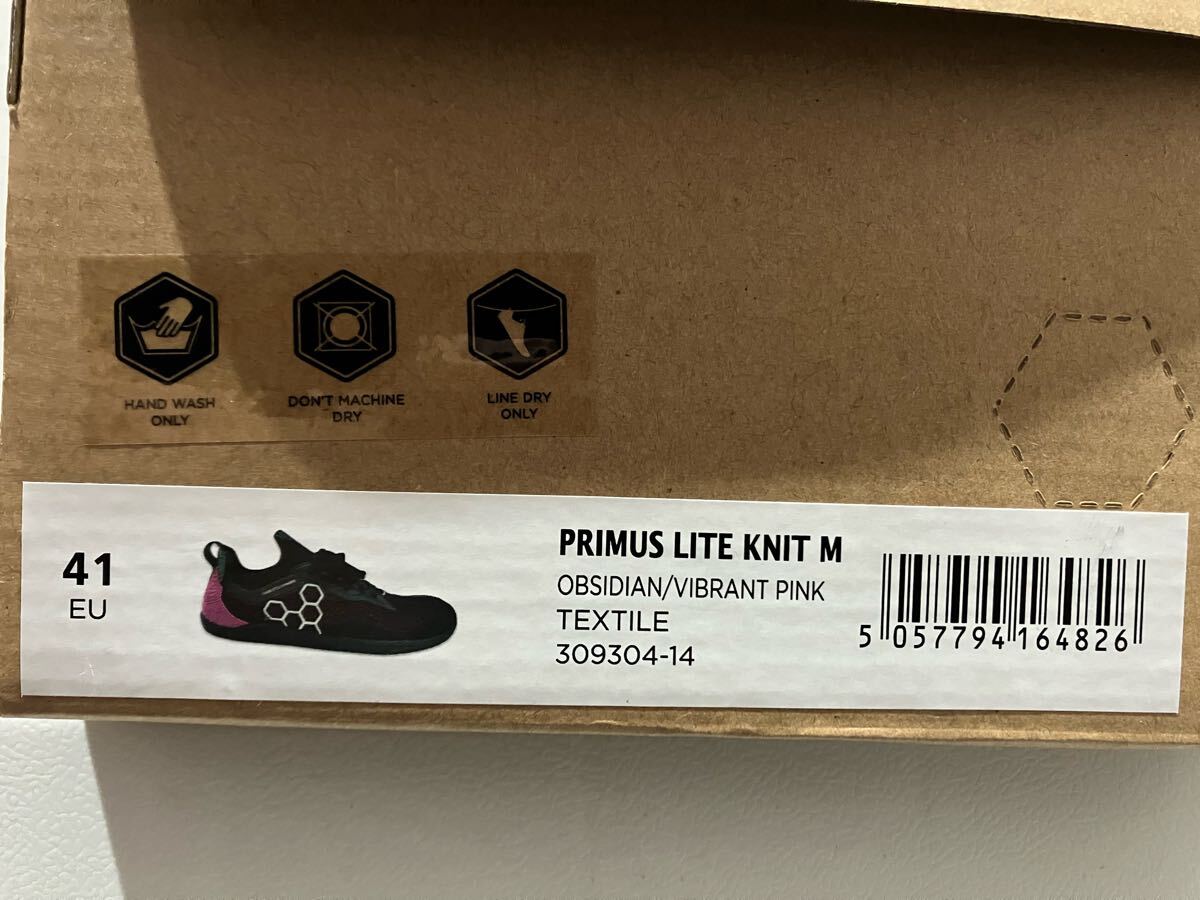 HAND WASH
ONLY
DON'T MACHINE
DRY
LINE DRY
ONLY
41
EU
PRIMUS LITE KNIT M
OBSIDIAN/VIBRANT PINK
TEXTILE
309304-14
5 057794 164826